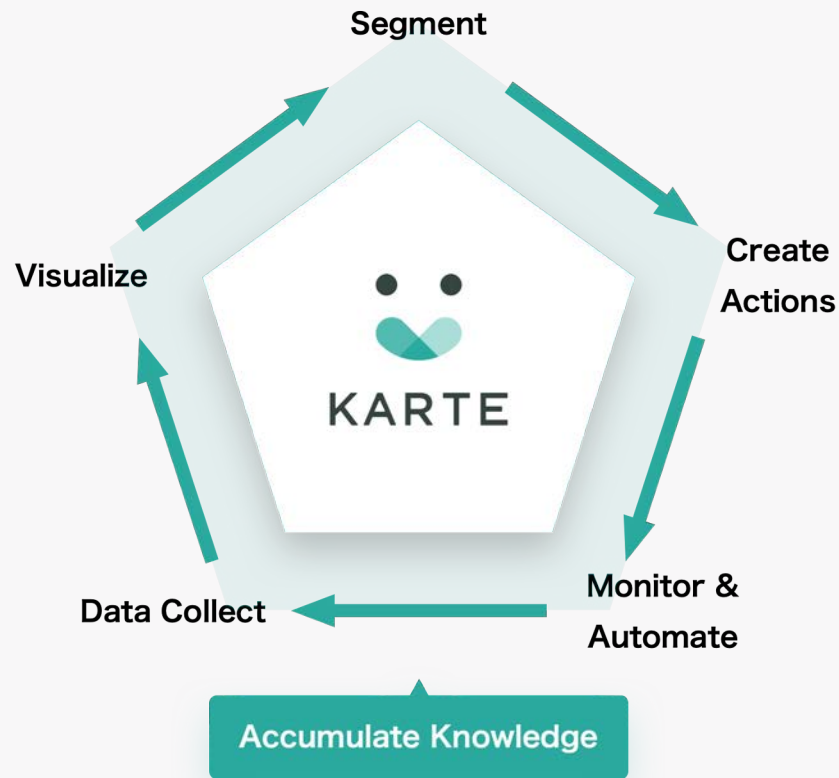 Segment
Visualize
Create
Actions
KARTE
Monitor &
Automate
Data Collect
Accumulate Knowledge